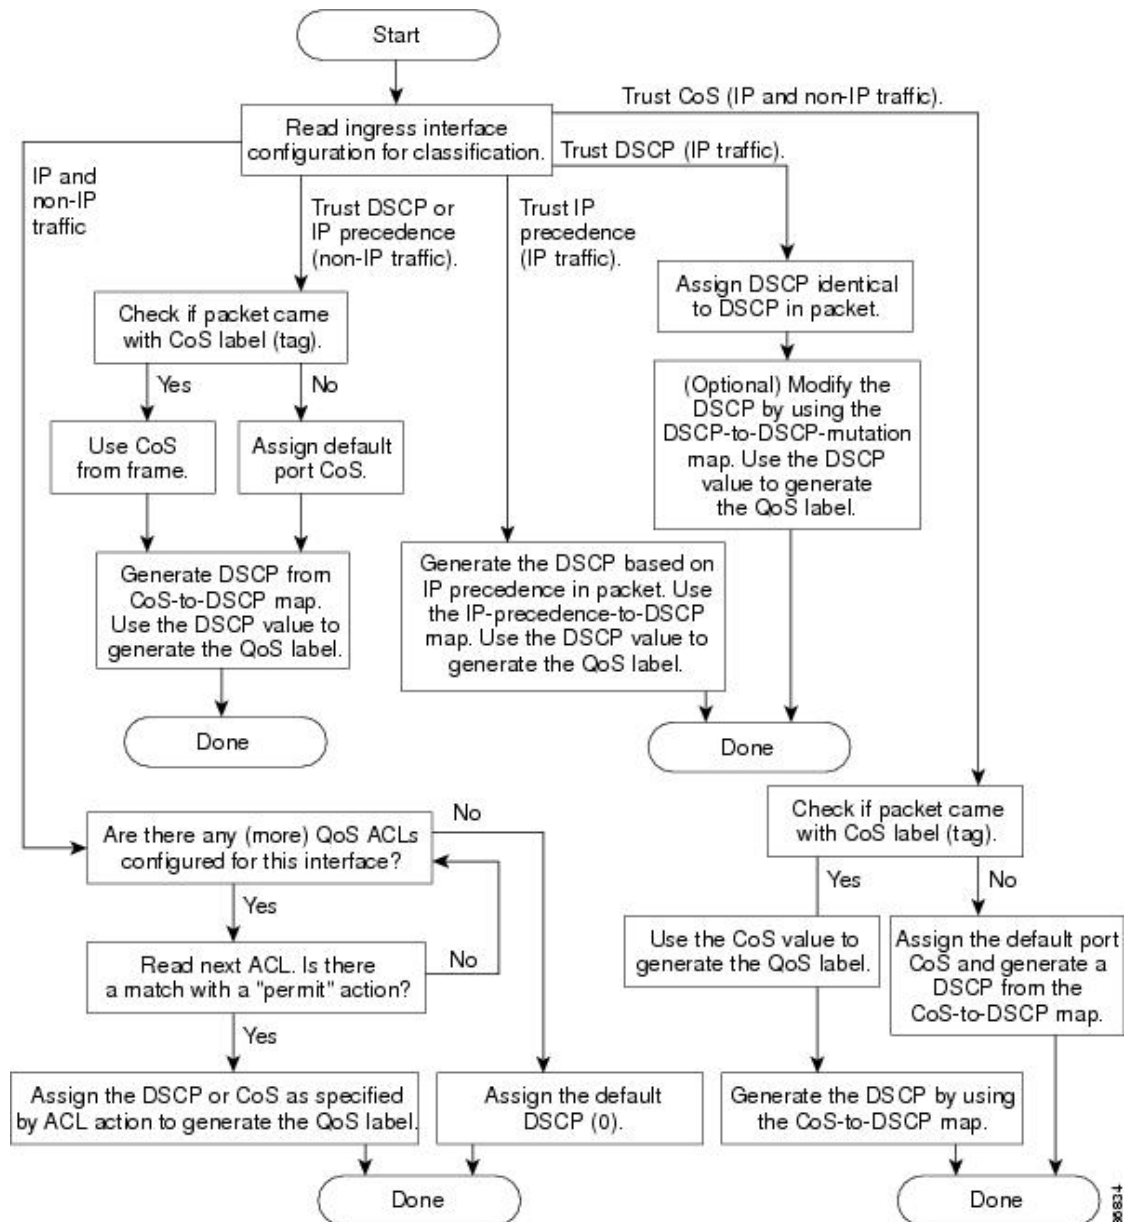 Start
Trust CoS (IP and non-IP traffic).
Read ingress interface
configuration for classification.
Trust DSCP (IP traffic).
IP and
non-IP
traffic
Trust DSCP or
IP precedence
(non-IP traffic).
Trust IP
precedence
(IP traffic).
Assign DSCP identical
to DSCP in packet.
Check if packet came
with CoS label (tag).
Yes
No
(Optional) Modify the
DSCP by using the
DSCP-to-DSCP-mutation
map. Use the DSCP
value to generate
the QoS label.
Use CoS
from frame.
Assign default
port CoS.
Generate DSCP from
CoS-to-DSCP map.
Use the DSCP value to
generate the QoS label.
Generate the DSCP based on
IP precedence in packet. Use
the IP-precedence-to-DSCP
map. Use the DSCP value to
generate the QoS label.
Done
Done
Are there any (more) QoS ACLs
configured for this interface?
No
Check if packet came
with CoS label (tag).
Yes
Yes
No
Read next ACL. Is there
a match with a "permit" action?
No
Use the CoS value to
generate the QoS label.
Assign the default port
CoS and generate a
DSCP from the
CoS-to-DSCP map.
Yes
Assign the DSCP or CoS as specified
by ACL action to generate the QoS label.
Assign the default
DSCP (0).
Generate the DSCP by using
the CoS-to-DSCP map.
Done
Done
86834